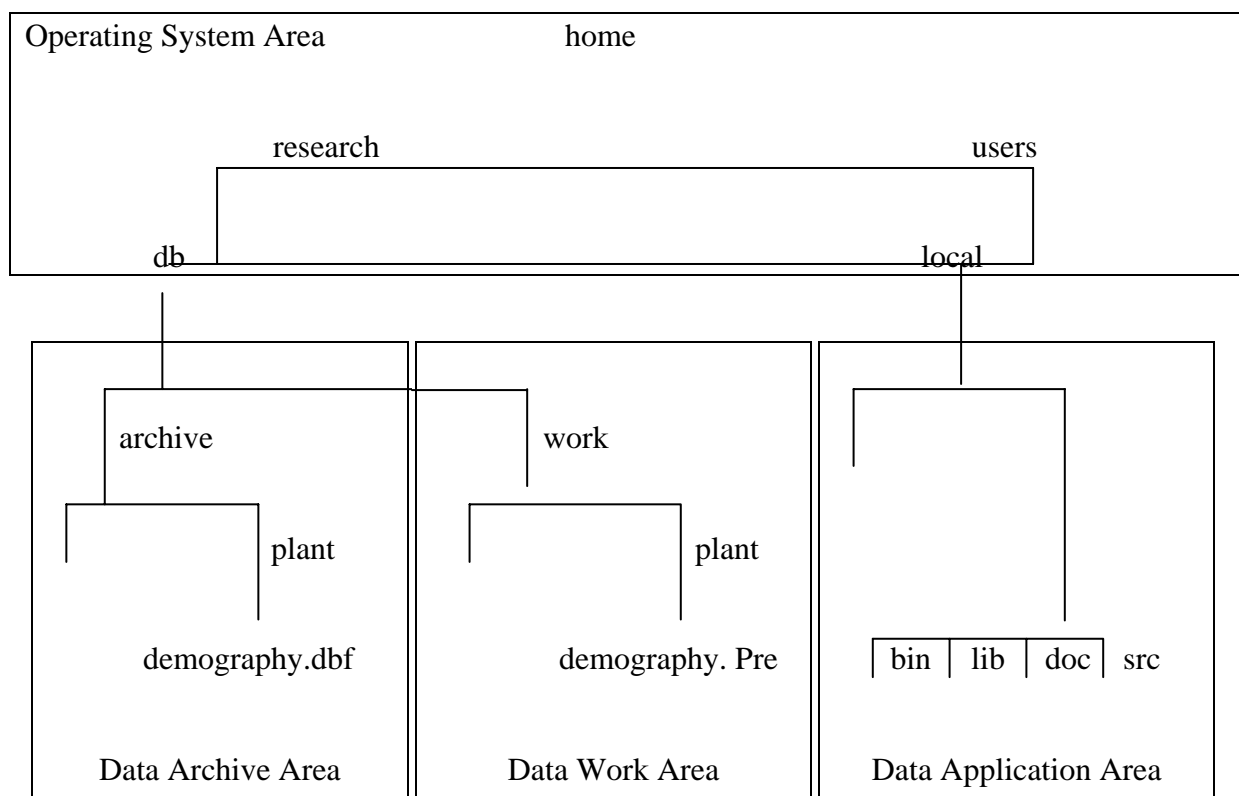 Operating System Area home
research users
db local
archive work
plant plant
demography.dbf demography. Pre bin lib doc src
Data Archive Area Data Work Area Data Application Area